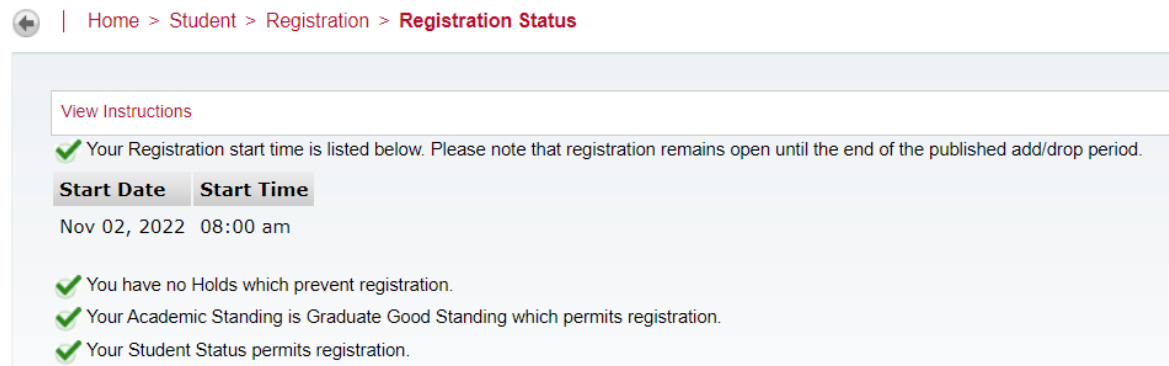 | Home > Student > Registration > Registration Status
View Instructions
Your Registration start time is listed below. Please note that registration remains open until the end of the published add/drop period.
Start Date Start Time
Nov 02, 2022 08:00 am
You have no Holds which prevent registration.
Your Academic Standing is Graduate Good Standing which permits registration.
Your Student Status permits registration.